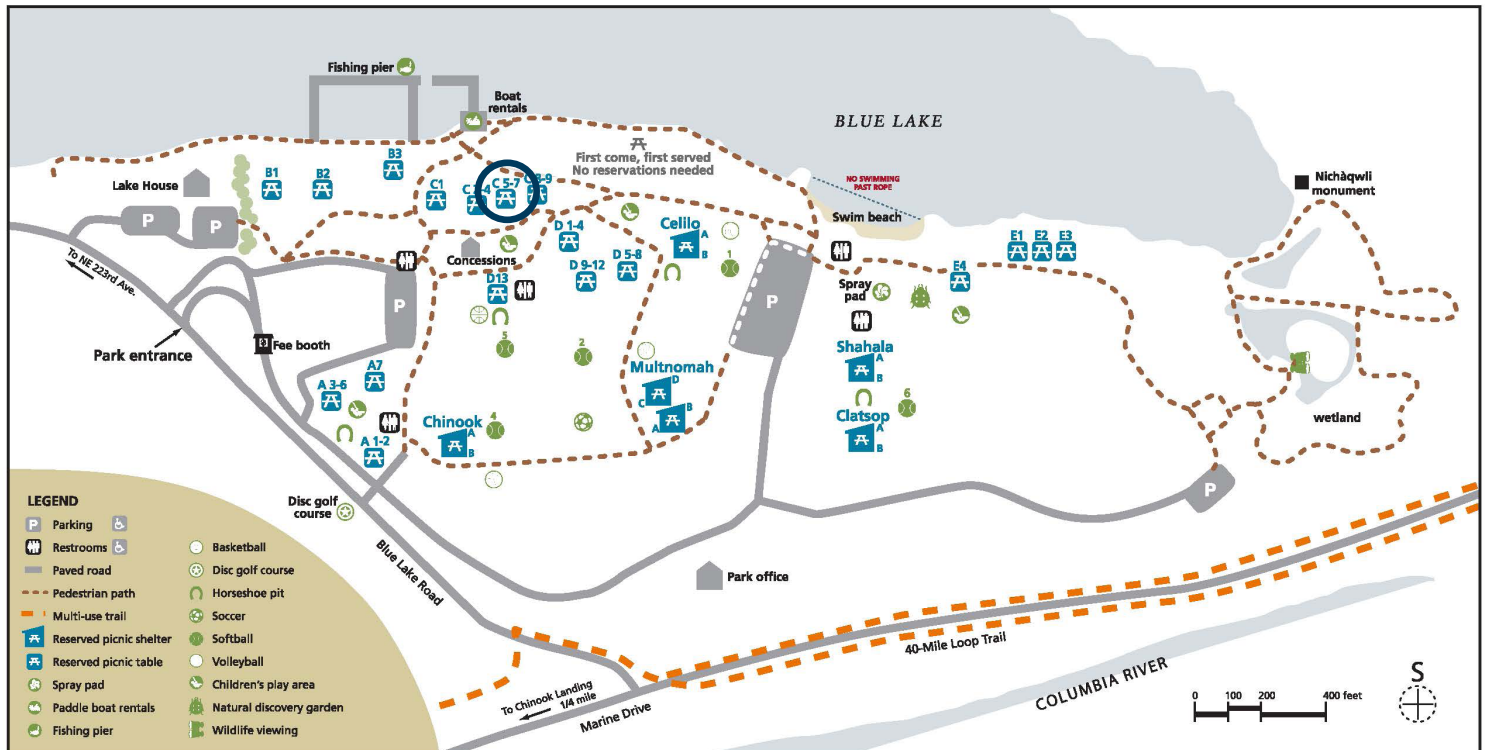 Fishing pier
Boat
rentals
BLUE LAKE
B3
First come, first served
No reservations needed
B1
B2
C1
C 5-7
Lake House
NO SWIMMING
PAST ROPE
Nichàqwli
monument
Swim beach
P
P
Celilo
A
B
D 1-4
1
E1
E2
E3
To NE 223rd Ave.
Concessions
D 9-12
D 5-8
D13
E4
Spray
pad
P
P
Park entrance
Fee booth
5
2
Shahala
A
B
A7
A 3-6
Multnomah
D
C
B
A
6
Clatsop
A
B
wetland
Chinook
A
B
4
A 1-2
P
Disc golf
course
Blue Lake Road
Park office
40-Mile Loop Trail
COLUMBIA RIVER
To Chinook Landing
1/4 mile
Marine Drive
0 100 200 400 feet
S
LEGEND
P Parking
Restrooms
Paved road
Pedestrian path
Multi-use trail
Reserved picnic shelter
Reserved picnic table
Spray pad
Paddle boat rentals
Fishing pier
Basketball
Disc golf course
Horseshoe pit
Soccer
Softball
Volleyball
Children's play area
Natural discovery garden
Wildlife viewing